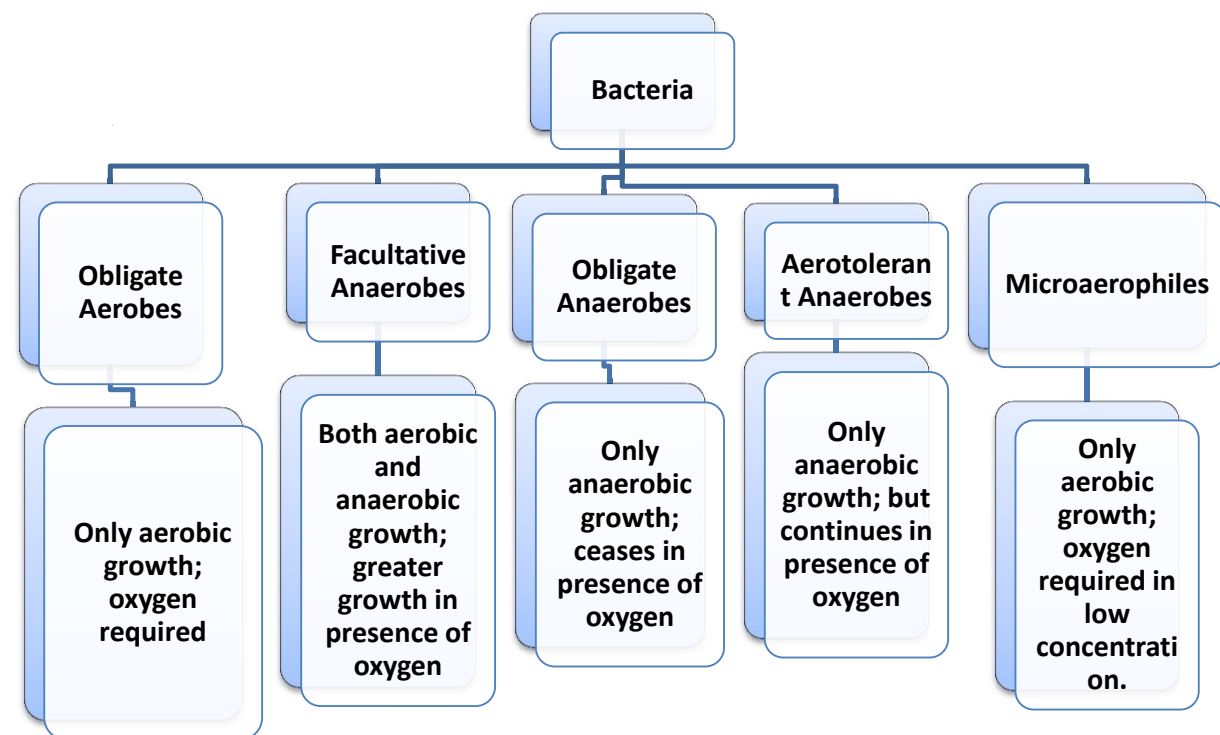 Bacteria
Obligate
Aerobes
Facultative
Anaerobes
Obligate
Anaerobes
Aerotoleran
t Anaerobes
Microaerophiles
Only aerobic
growth;
oxygen
required
Both aerobic
and
anaerobic
growth;
greater
growth in
presence of
oxygen
Only
anaerobic
growth;
ceases in
presence of
oxygen
Only
anaerobic
growth; but
continues in
presence of
oxygen
Only
aerobic
growth;
oxygen
required in
low
concentrati
on.